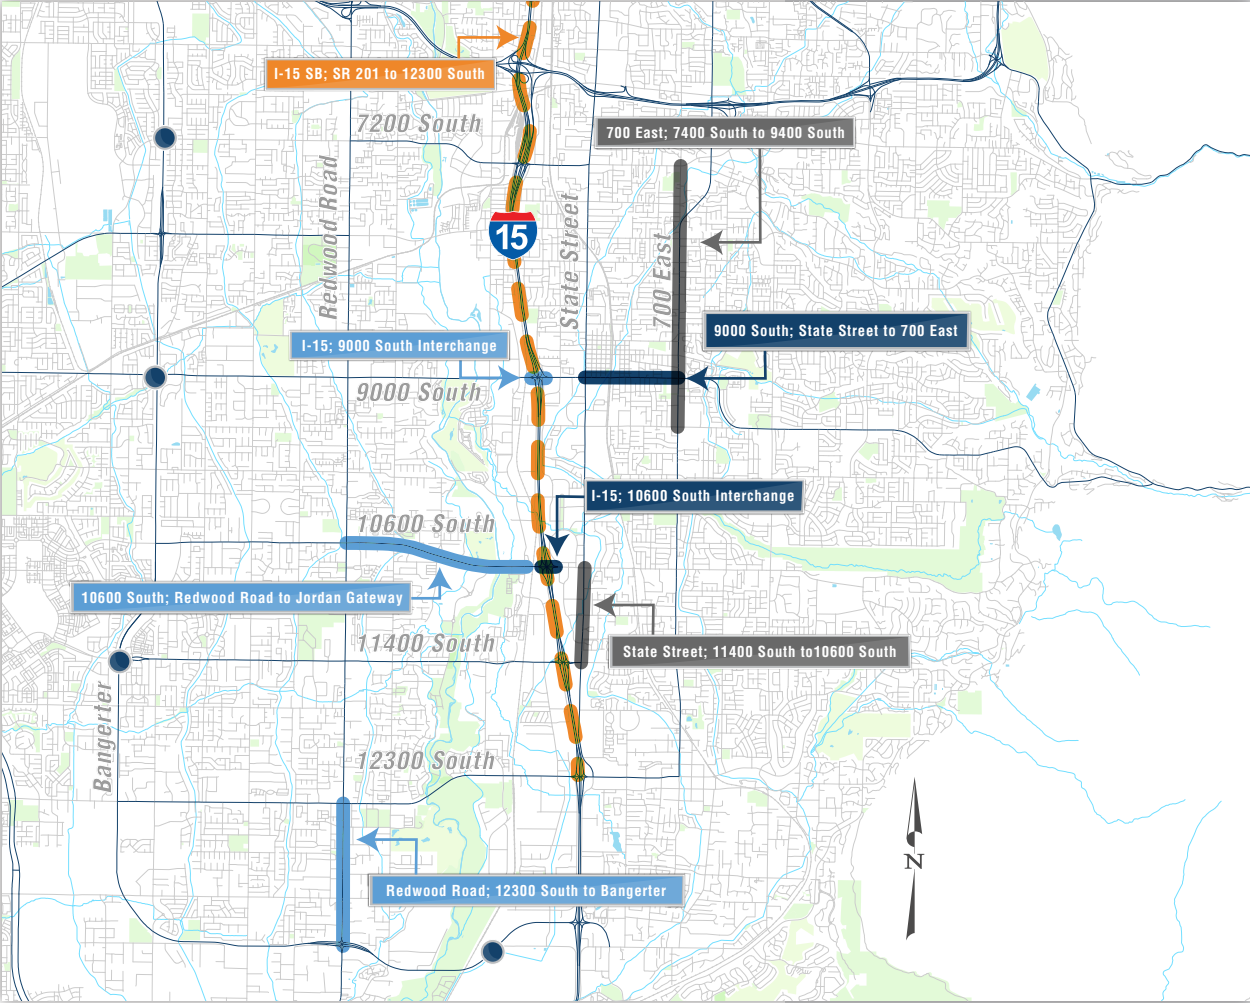 I-15 SB; SR 201 to 12300 South
7200 South
700 East; 7400 South to 9400 South
Redwood Road
State Street
15
700 East
9000 South; State Street to 700 East
I-15; 9000 South Interchange
9000 South
I-15; 10600 South Interchange
10600 South
10600 South; Redwood Road to Jordan Gateway
11400 South
State Street; 11400 South to10600 South
Bangerter
12300 South
N
Redwood Road; 12300 South to Bangerter